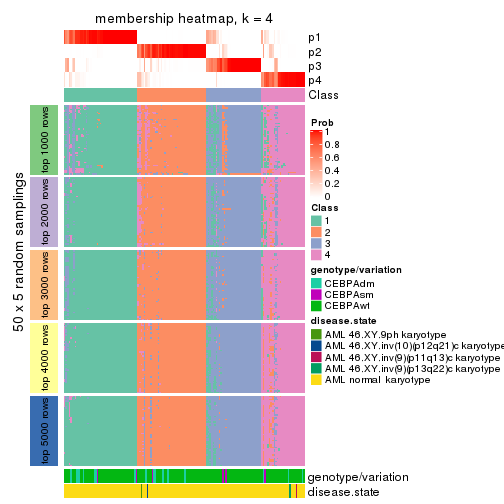 membership heatmap, k = 4
p1
p2
p3
p4
Class
50 x 5 random samplings
top 1000 rows
top 2000 rows
top 3000 rows
top 4000 rows
top 5000 rows
Prob
1
0.8
0.6
0.4
0.2
0
Class
1
2
3
4
genotype/variation
CEBPAdm
CEBPAsm
CEBPAwt
disease.state
AML 46.XY.9ph karyotype
AML 46.XY.inv(10)(p12q21)c karyotype
AML 46.XY.inv(9)(p11q13)c karyotype
AML 46.XY.inv(9)(p13q22)c karyotype
AML normal karyotype
genotype/variation
disease.state